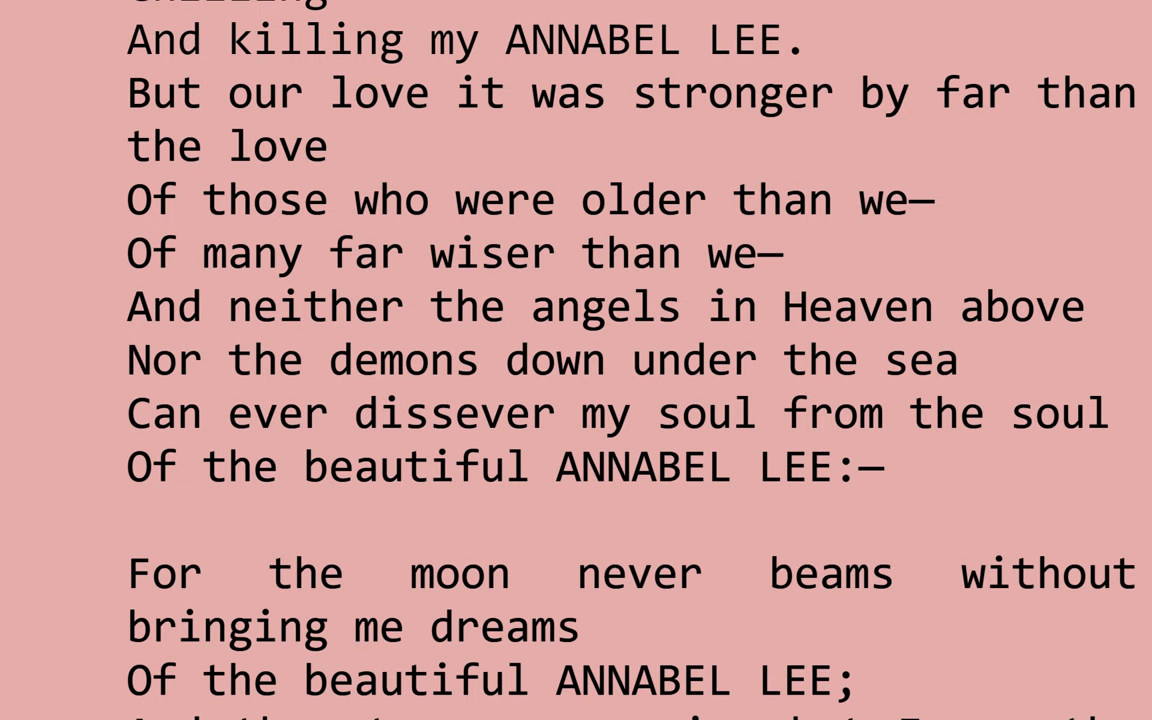 And killing my ANNABEL LEE.
But our love it was stronger by far than
the love
Of those who were older than we—
Of many far wiser than we—
And neither the angels in Heaven above
Nor the demons down under the sea
Can ever dissever my soul from the soul
Of the beautiful ANNABEL LEE:—

For the moon never beams without
bringing me dreams
Of the beautiful ANNABEL LEE;